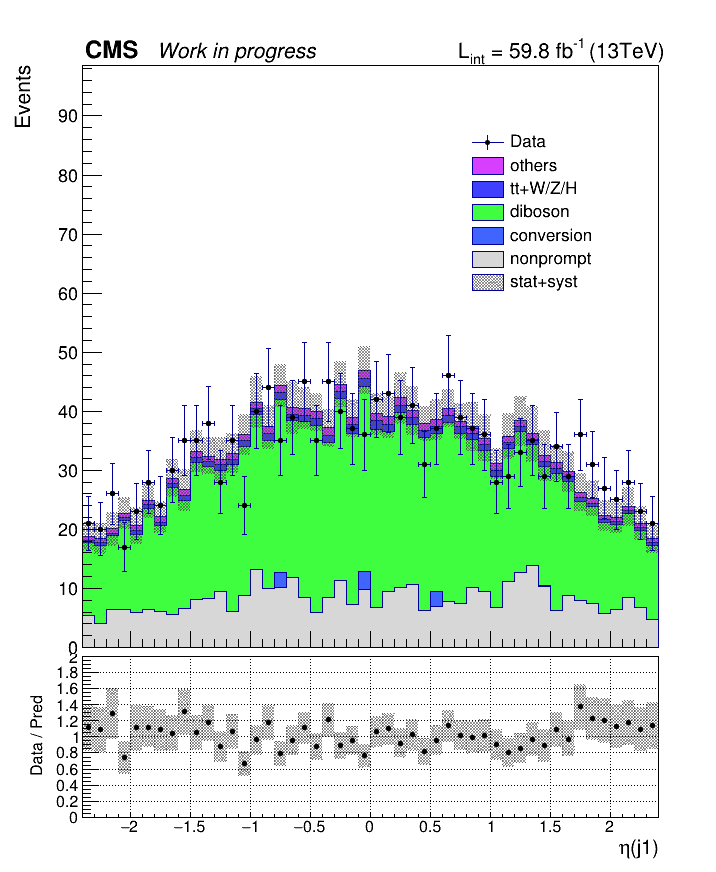 CMS Work in progress L_int = 59.8 fb⁻¹ (13TeV)
Events
90
80
70
60
50
40
30
20
10
0
Data
others
tt+W/Z/H
diboson
conversion
nonprompt
stat+syst
Data / Pred
2
1.8
1.6
1.4
1.2
1
0.8
0.6
0.4
0.2
0
−2 −1.5 −1 −0.5 0 0.5 1 1.5 2
η(j1)